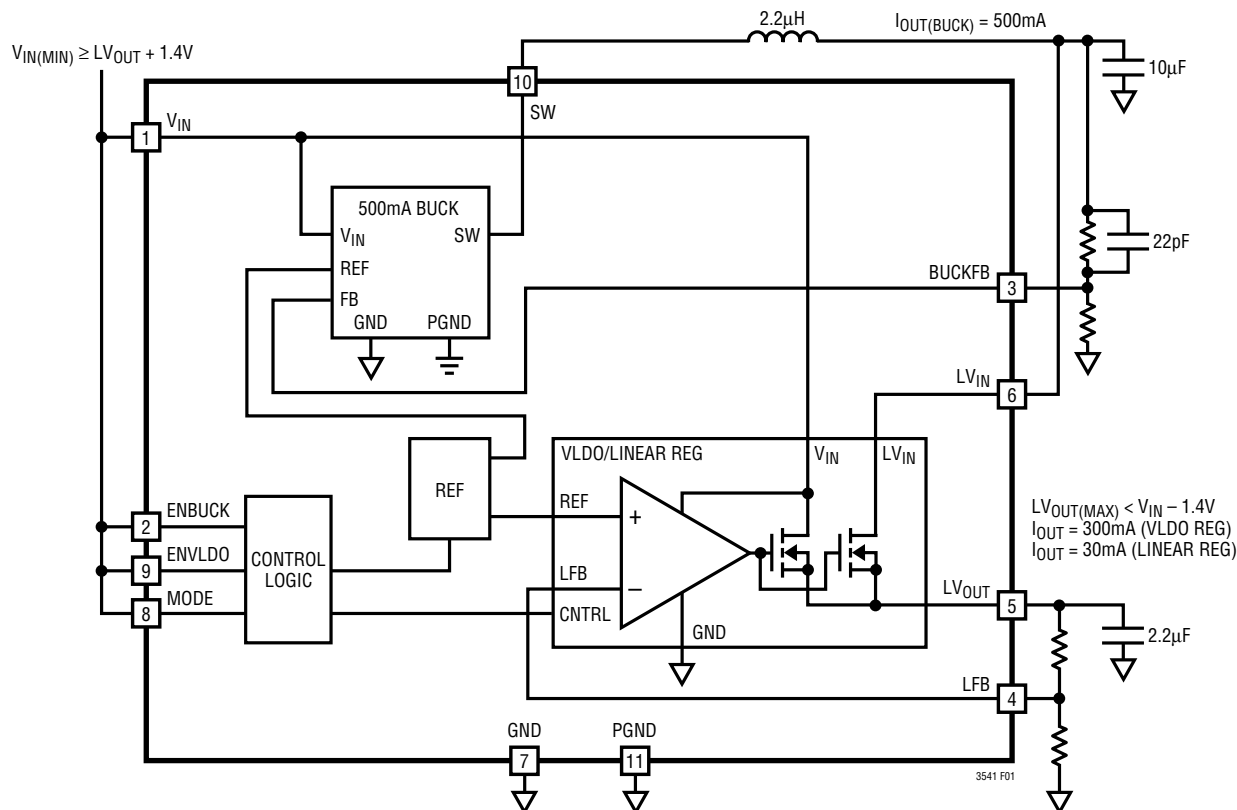 2.2µH
I_OUT(BUCK) = 500mA
V_IN(MIN) ≥ LV_OUT + 1.4V
10µF
10
SW
V_IN
1
500mA BUCK
V_IN
SW
REF
FB
GND
PGND
22pF
BUCKFB
3
LV_IN
6
VLDO/LINEAR REG
V_IN
LV_IN
REF
REF
+
LFB
–
CNTRL
GND
ENBUCK
2
ENVLDO
9
MODE
8
CONTROL
LOGIC
LV_OUT(MAX) < V_IN – 1.4V
I_OUT = 300mA (VLDO REG)
I_OUT = 30mA (LINEAR REG)
LV_OUT
5
2.2µF
LFB
4
GND
7
PGND
11
3541 F01